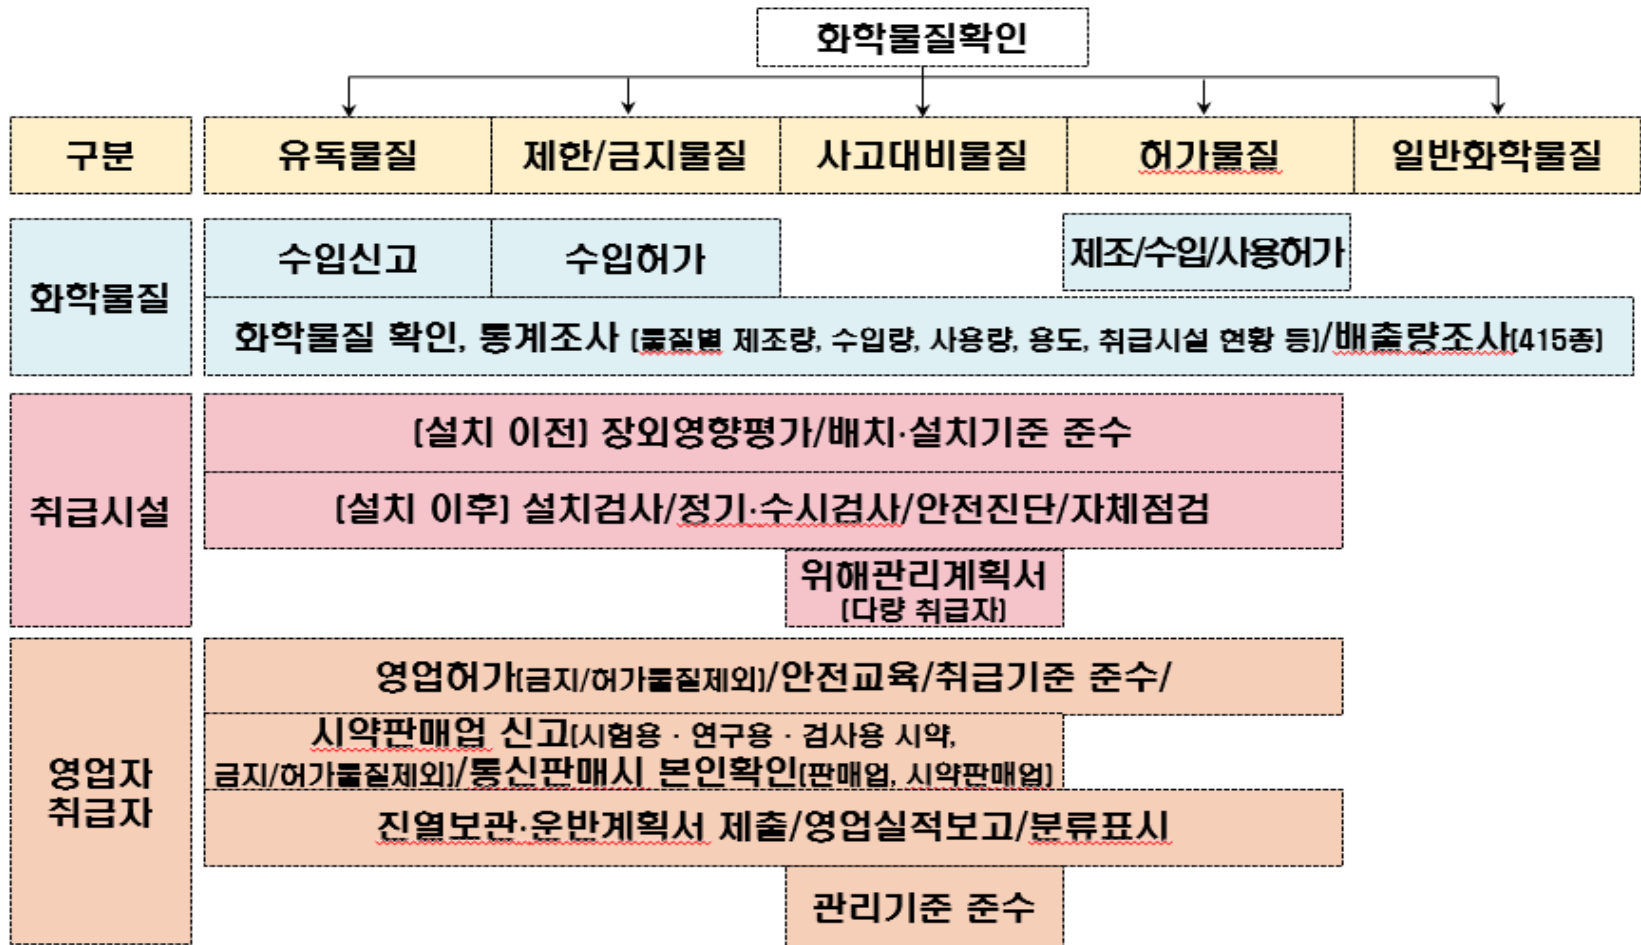 화학물질확인
구분
유독물질
제한/금지물질
사고대비물질
허가물질
일반화학물질
화학물질
수입신고
수입허가
제조/수입/사용허가
화학물질 확인, 통계조사 (물질별 제조량, 수입량, 사용량, 용도, 취급시설 현황 등)/배출량조사(415종)
취급시설
(설치 이전) 장외영향평가/배치·설치기준 준수
(설치 이후) 설치검사/정기·수시검사/안전진단/자체점검
위해관리계획서
(다량 취급자)
영업자
취급자
영업허가(금지/허가물질제외)/안전교육/취급기준 준수/
시약판매업 신고(시험용 · 연구용 · 검사용 시약,
금지/허가물질제외)/통신판매시 본인확인(판매업, 시약판매업)
진열보관·운반계획서 제출/영업실적보고/분류표시
관리기준 준수